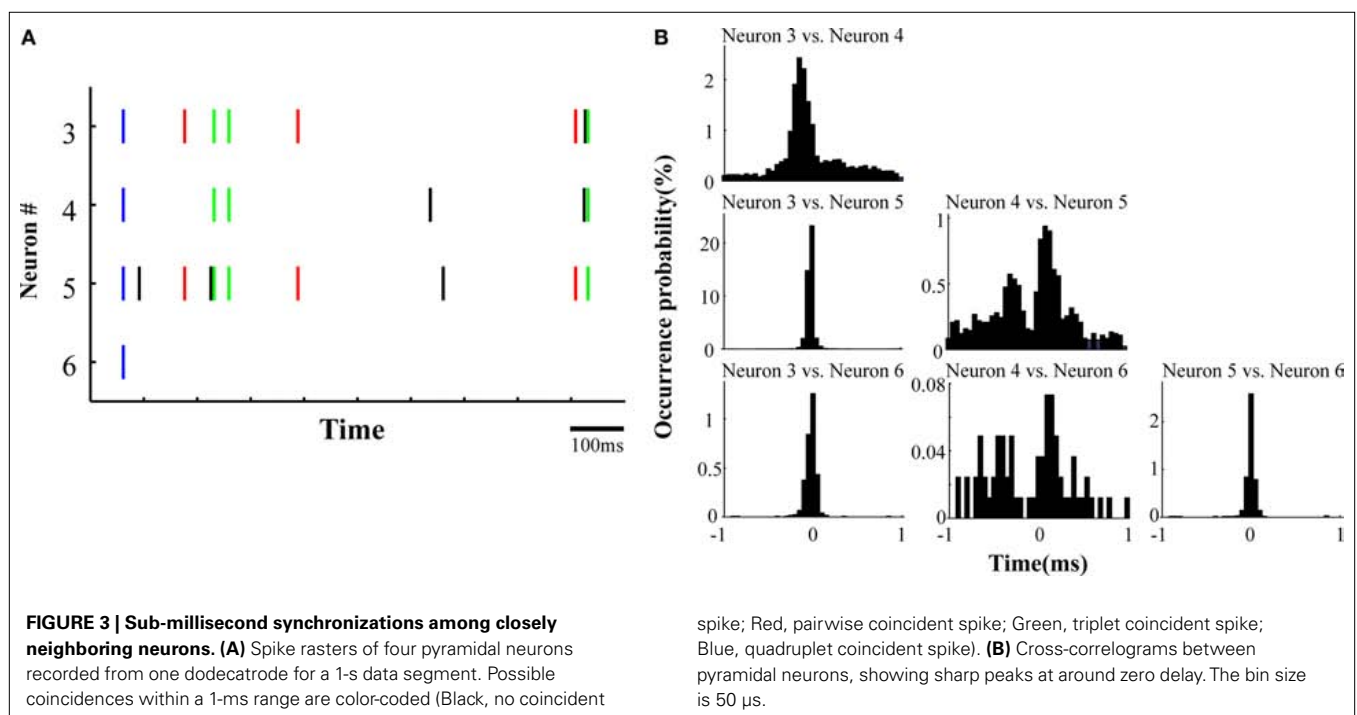 A
3
4
5
6
Neuron #
Time
100ms
B
Occurrence probability(%)
Neuron 3 vs. Neuron 4
2
1
0
Neuron 3 vs. Neuron 5
20
10
0
Neuron 4 vs. Neuron 5
1
0.5
0
Neuron 3 vs. Neuron 6
1
0.5
0
-1 0 1
Neuron 4 vs. Neuron 6
0.08
0.04
0
-1 0 1
Neuron 5 vs. Neuron 6
2
1
0
-1 0 1
Time(ms)
FIGURE 3 | Sub-millisecond synchronizations among closely
neighboring neurons. (A) Spike rasters of four pyramidal neurons
recorded from one dodecatrode for a 1-s data segment. Possible
coincidences within a 1-ms range are color-coded (Black, no coincident
spike; Red, pairwise coincident spike; Green, triplet coincident spike;
Blue, quadruplet coincident spike). (B) Cross-correlograms between
pyramidal neurons, showing sharp peaks at around zero delay. The bin size
is 50 μs.